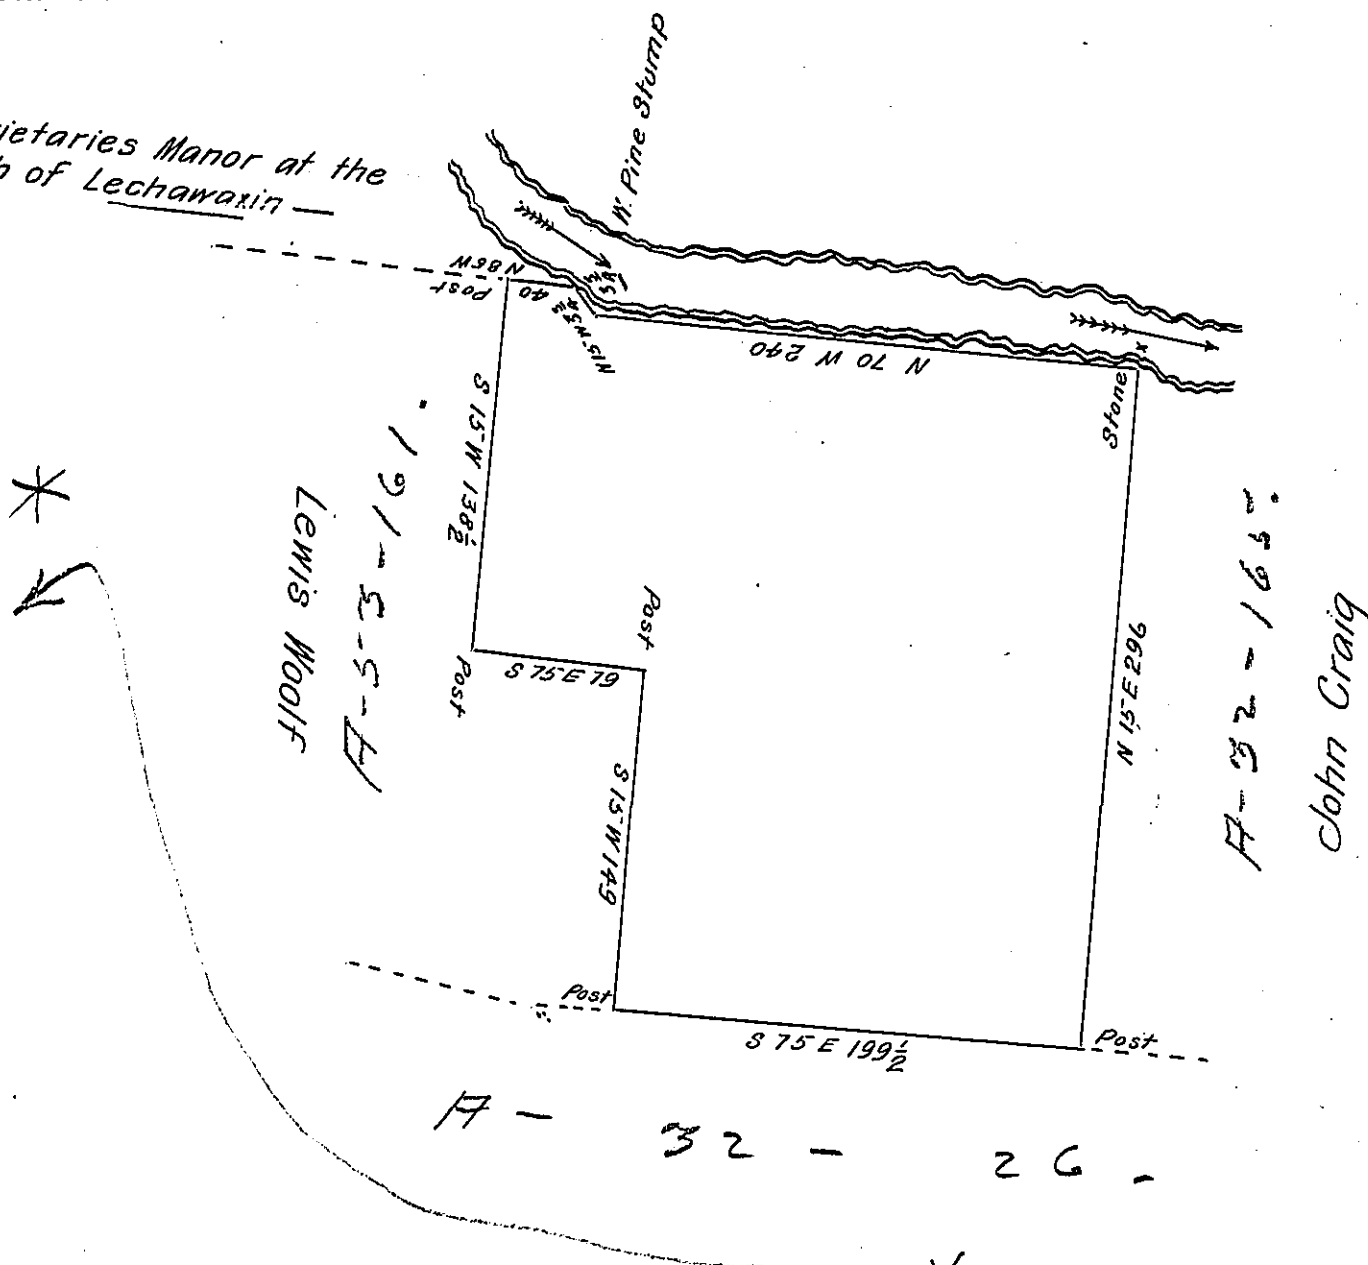 W. Pine Stump
ietaries Manor at the
h of Lechawaxin —
N 86 W
40
Post
N 70 W 240
Stone
x
S 15 W 138½
Lewis Woolf
A-53-161.
Post
S 75 E 79
Post
S 15 W 149
N 15 E 296
A-32-165.
John Craig
Post
S 75 E 199½
Post
A - 32 - 26 -